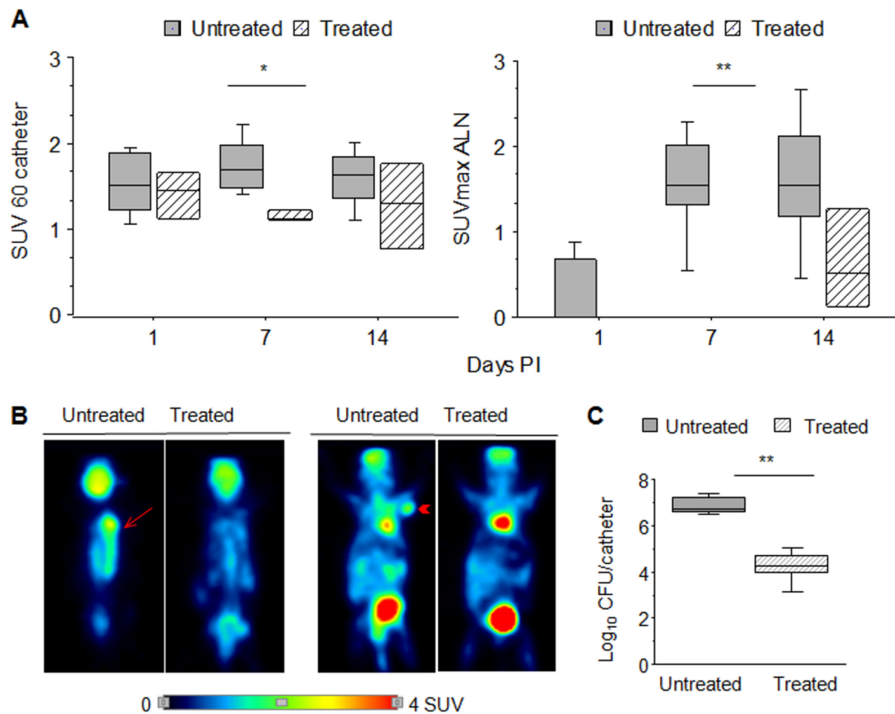 A
Untreated Treated
Untreated Treated
SUV 60 catheter
3
2
1
0
*
1 7 14
SUVmax ALN
3
2
1
0
**
1 7 14
Days PI
B
Untreated Treated
Untreated Treated
0 4 SUV
C
Untreated Treated
Log10 CFU/catheter
8
6
4
2
0
**
Untreated Treated